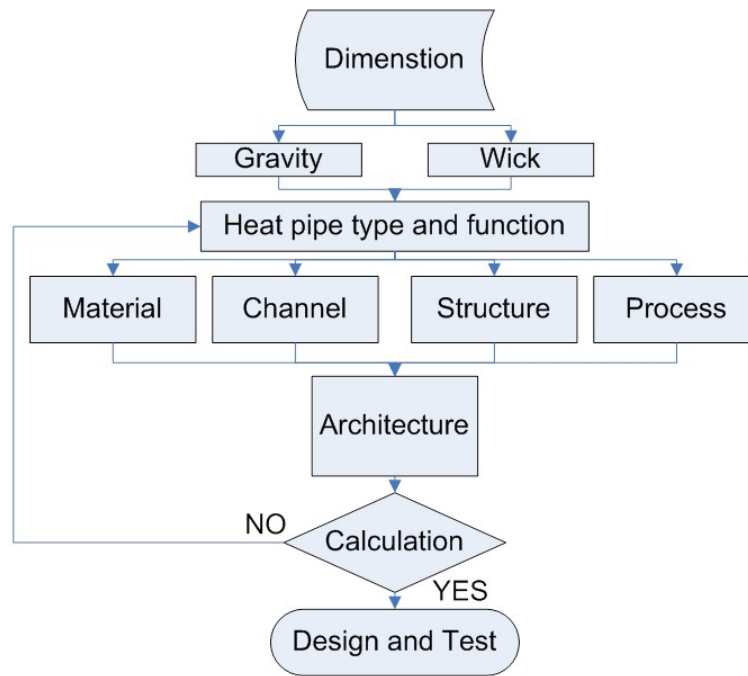 Dimenstion
Gravity
Wick
Heat pipe type and function
Material
Channel
Structure
Process
Architecture
NO
Calculation
YES
Design and Test